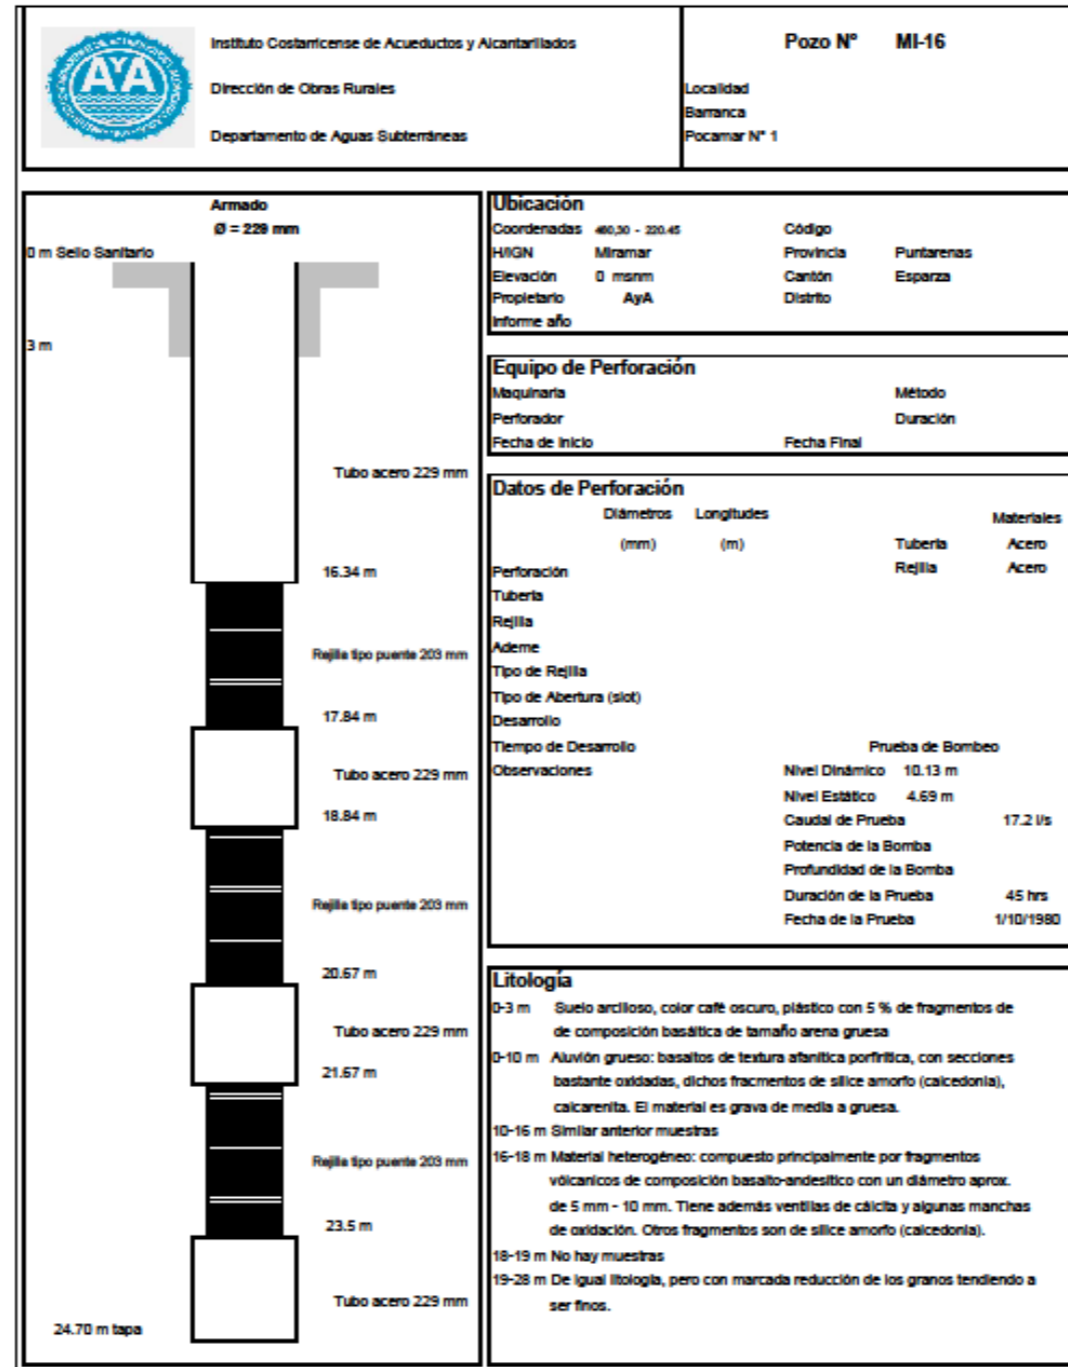 Instituto Costarricense de Acueductos y Alcantarillados
Dirección de Obras Rurales
Departamento de Aguas Subterráneas
AYA
Pozo Nº MI-16
Localidad
Barranca
Pocamar Nº 1
Armado
Ø = 229 mm
0 m Sello Sanitario
3 m
Tubo acero 229 mm
16.34 m
Rejilla tipo puente 203 mm
17.84 m
Tubo acero 229 mm
18.84 m
Rejilla tipo puente 203 mm
20.67 m
Tubo acero 229 mm
21.67 m
Rejilla tipo puente 203 mm
23.5 m
Tubo acero 229 mm
24.70 m tapa
Ubicación
Coordenadas 460,30 - 220.45 Código
H/IGN Miramar Provincia Puntarenas
Elevación 0 msnm Cantón Esparza
Propietario AyA Distrito
Informe año
Equipo de Perforación
Maquinaria Método
Perforador Duración
Fecha de Inicio Fecha Final
Datos de Perforación
Diámetros Longitudes Materiales
(mm) (m) Tubería Acero
Perforación Rejilla Acero
Tubería
Rejilla
Ademe
Tipo de Rejilla
Tipo de Abertura (slot)
Desarrollo
Tiempo de Desarrollo Prueba de Bombeo
Observaciones Nivel Dinámico 10.13 m
Nivel Estático 4.69 m
Caudal de Prueba 17.2 l/s
Potencia de la Bomba
Profundidad de la Bomba
Duración de la Prueba 45 hrs
Fecha de la Prueba 1/10/1980
Litología
0-3 m Suelo arcilloso, color café oscuro, plástico con 5 % de fragmentos de
de composición basáltica de tamaño arena gruesa
0-10 m Aluvión grueso: basaltos de textura afanítica porfirítica, con secciones
bastante oxidadas, dichos fracmentos de sílice amorfo (calcedonia),
calcarenita. El material es grava de media a gruesa.
10-16 m Similar anterior muestras
16-18 m Material heterogéneo: compuesto principalmente por fragmentos
vólcanicos de composición basalto-andesítico con un diámetro aprox.
de 5 mm - 10 mm. Tiene además ventillas de cálcita y algunas manchas
de oxidación. Otros fragmentos son de sílice amorfo (calcedonia).
18-19 m No hay muestras
19-28 m De igual litología, pero con marcada reducción de los granos tendiendo a
ser finos.